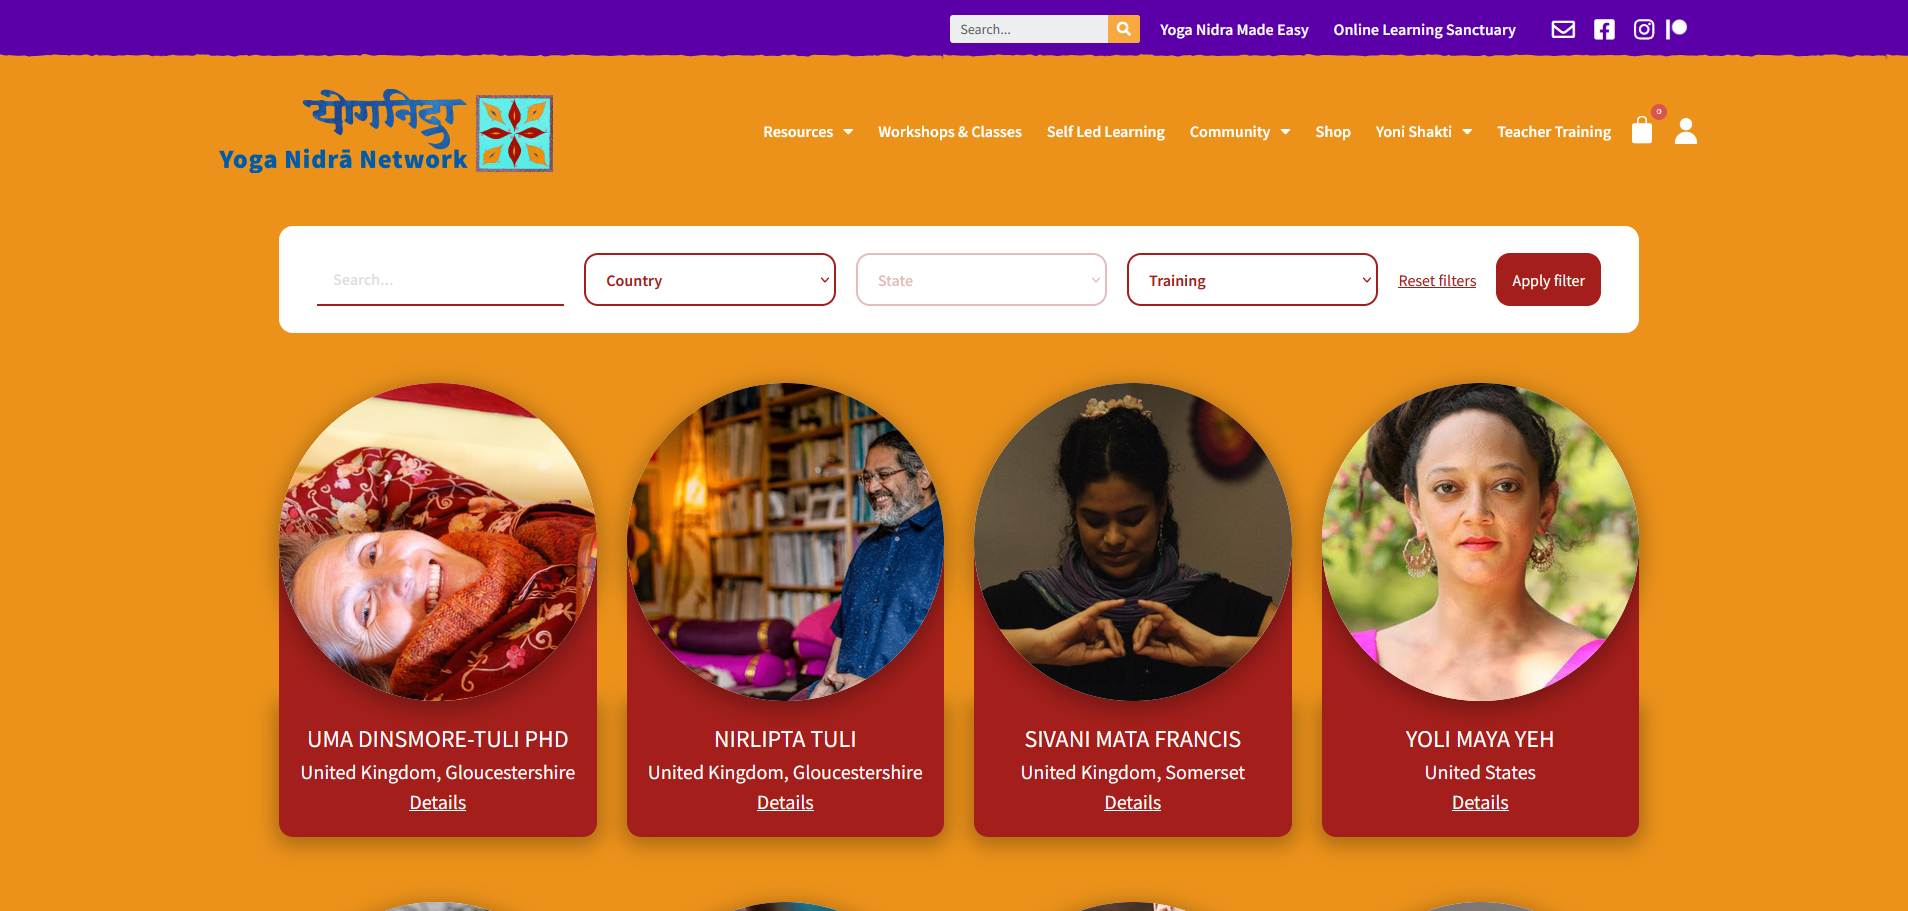 Search...
Yoga Nidra Made Easy
Online Learning Sanctuary
योगनिद्रा
Yoga Nidrā Network
Resources
Workshops & Classes
Self Led Learning
Community
Shop
Yoni Shakti
Teacher Training
0
Search...
Country
State
Training
Reset filters
Apply filter
UMA DINSMORE-TULI PHD
United Kingdom, Gloucestershire
Details
NIRLIPTA TULI
United Kingdom, Gloucestershire
Details
SIVANI MATA FRANCIS
United Kingdom, Somerset
Details
YOLI MAYA YEH
United States
Details